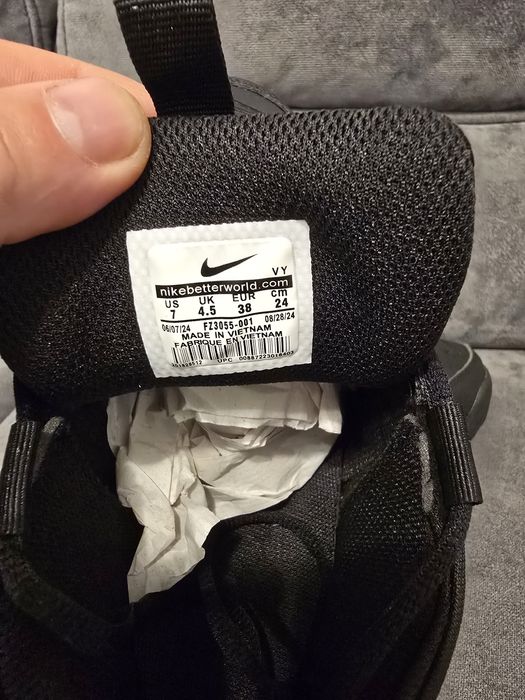 VY
nikebetterworld.com
US UK EUR cm
7 4.5 38 24
06/07/24 FZ3055-001 08/28/24
MADE IN VIETNAM
FABRIQUE EN VIETNAM
UPC